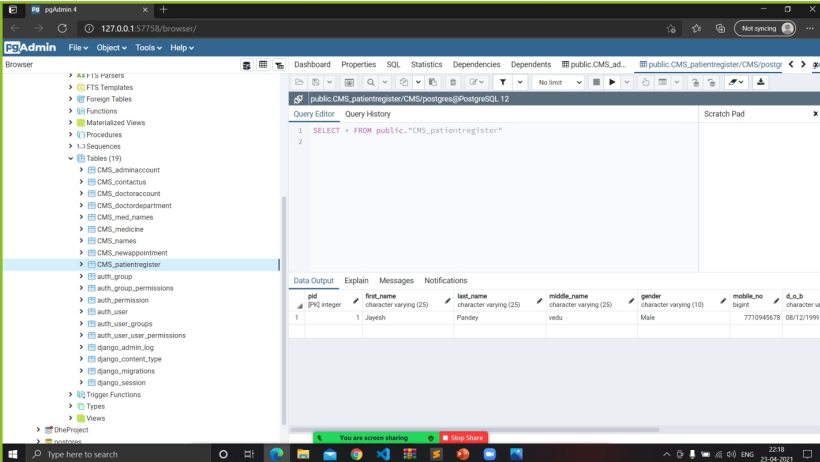 pgAdmin 4
127.0.0.1:57758/browser/
Not syncing
PgAdmin File Object Tools Help
Browser
Dashboard Properties SQL Statistics Dependencies Dependents public.CMS_ad... public.CMS_patientregister/CMS/postgr
FTS Parsers
FTS Templates
Foreign Tables
Functions
Materialized Views
Procedures
1..3 Sequences
Tables (19)
CMS_adminaccount
CMS_contactus
CMS_doctoraccount
CMS_doctordepartment
CMS_med_names
CMS_medicine
CMS_names
CMS_newappointment
CMS_patientregister
auth_group
auth_group_permissions
auth_permission
auth_user
auth_user_groups
auth_user_user_permissions
django_admin_log
django_content_type
django_migrations
django_session
Trigger Functions
Types
Views
DheProject
postgres
No limit
public.CMS_patientregister/CMS/postgres@PostgreSQL 12
Query Editor Query History
Scratch Pad
1 SELECT * FROM public."CMS_patientregister"
2
Data Output Explain Messages Notifications
pid first_name last_name middle_name gender mobile_no d_o_b
[PK] integer character varying (25) character varying (25) character varying (25) character varying (10) bigint character va
1 1 Jayesh Pandey vedu Male 7710945678 08/12/1999
You are screen sharing Stop Share
Type here to search
ENG
22:18
23-04-2021